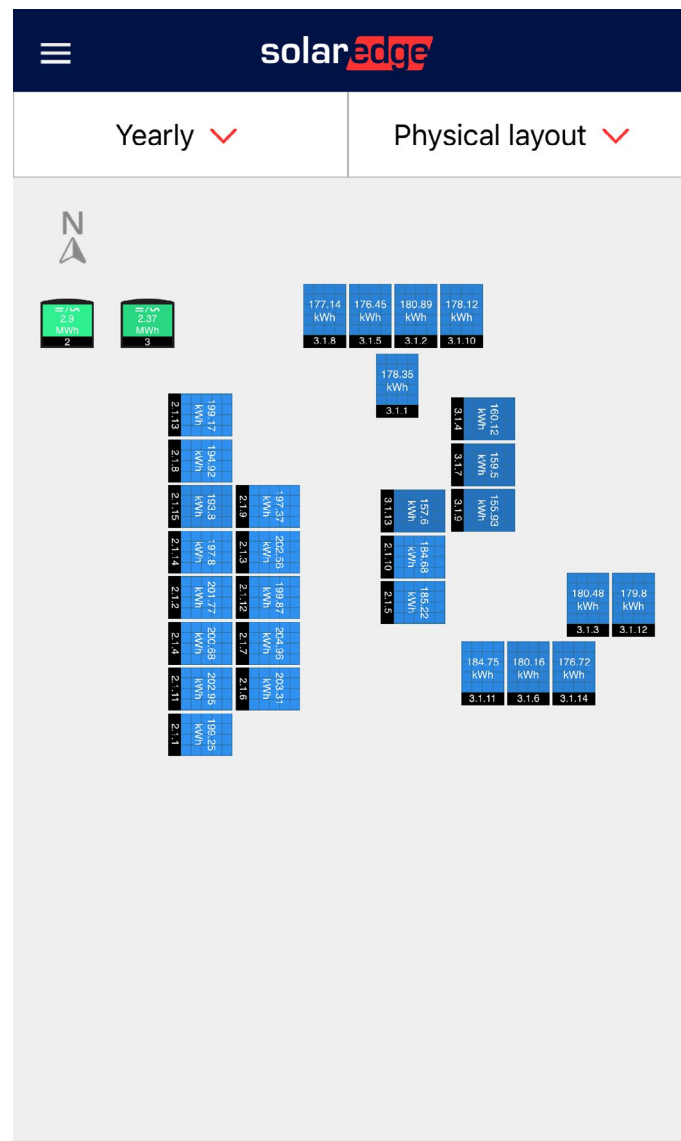 solaredge
Yearly
Physical layout
N
2.9
MWh
2
2.37
MWh
3
177.14
kWh
3.1.8
176.45
kWh
3.1.5
180.89
kWh
3.1.2
178.12
kWh
3.1.10
178.35
kWh
3.1.1
199.17
kWh
2.1.13
160.12
kWh
3.1.4
194.92
kWh
2.1.8
159.5
kWh
3.1.7
193.8
kWh
2.1.15
197.37
kWh
2.1.9
157.6
kWh
3.1.13
155.93
kWh
3.1.9
197.8
kWh
2.1.14
202.56
kWh
2.1.3
184.68
kWh
2.1.10
201.77
kWh
2.1.2
199.87
kWh
2.1.12
185.22
kWh
2.1.5
180.48
kWh
3.1.3
179.8
kWh
3.1.12
200.68
kWh
2.1.4
204.96
kWh
2.1.7
184.75
kWh
3.1.11
180.16
kWh
3.1.6
176.72
kWh
3.1.14
202.95
kWh
2.1.11
203.31
kWh
2.1.6
199.25
kWh
2.1.1